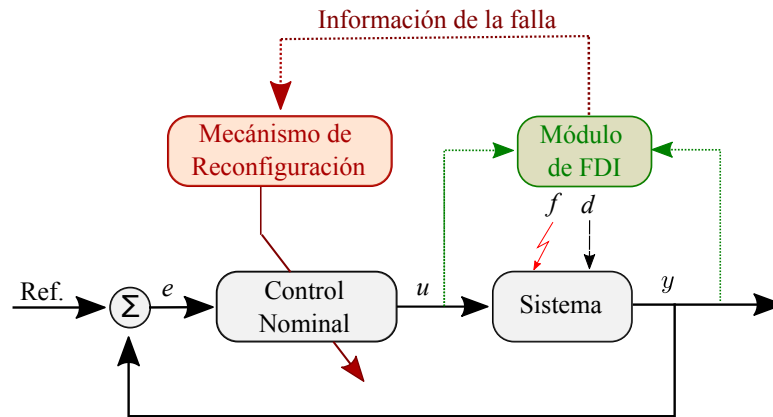 Información de la falla
Mecánismo de
Reconfiguración
Módulo
de FDI
f
d
Ref.
Σ
e
Control
Nominal
u
Sistema
y